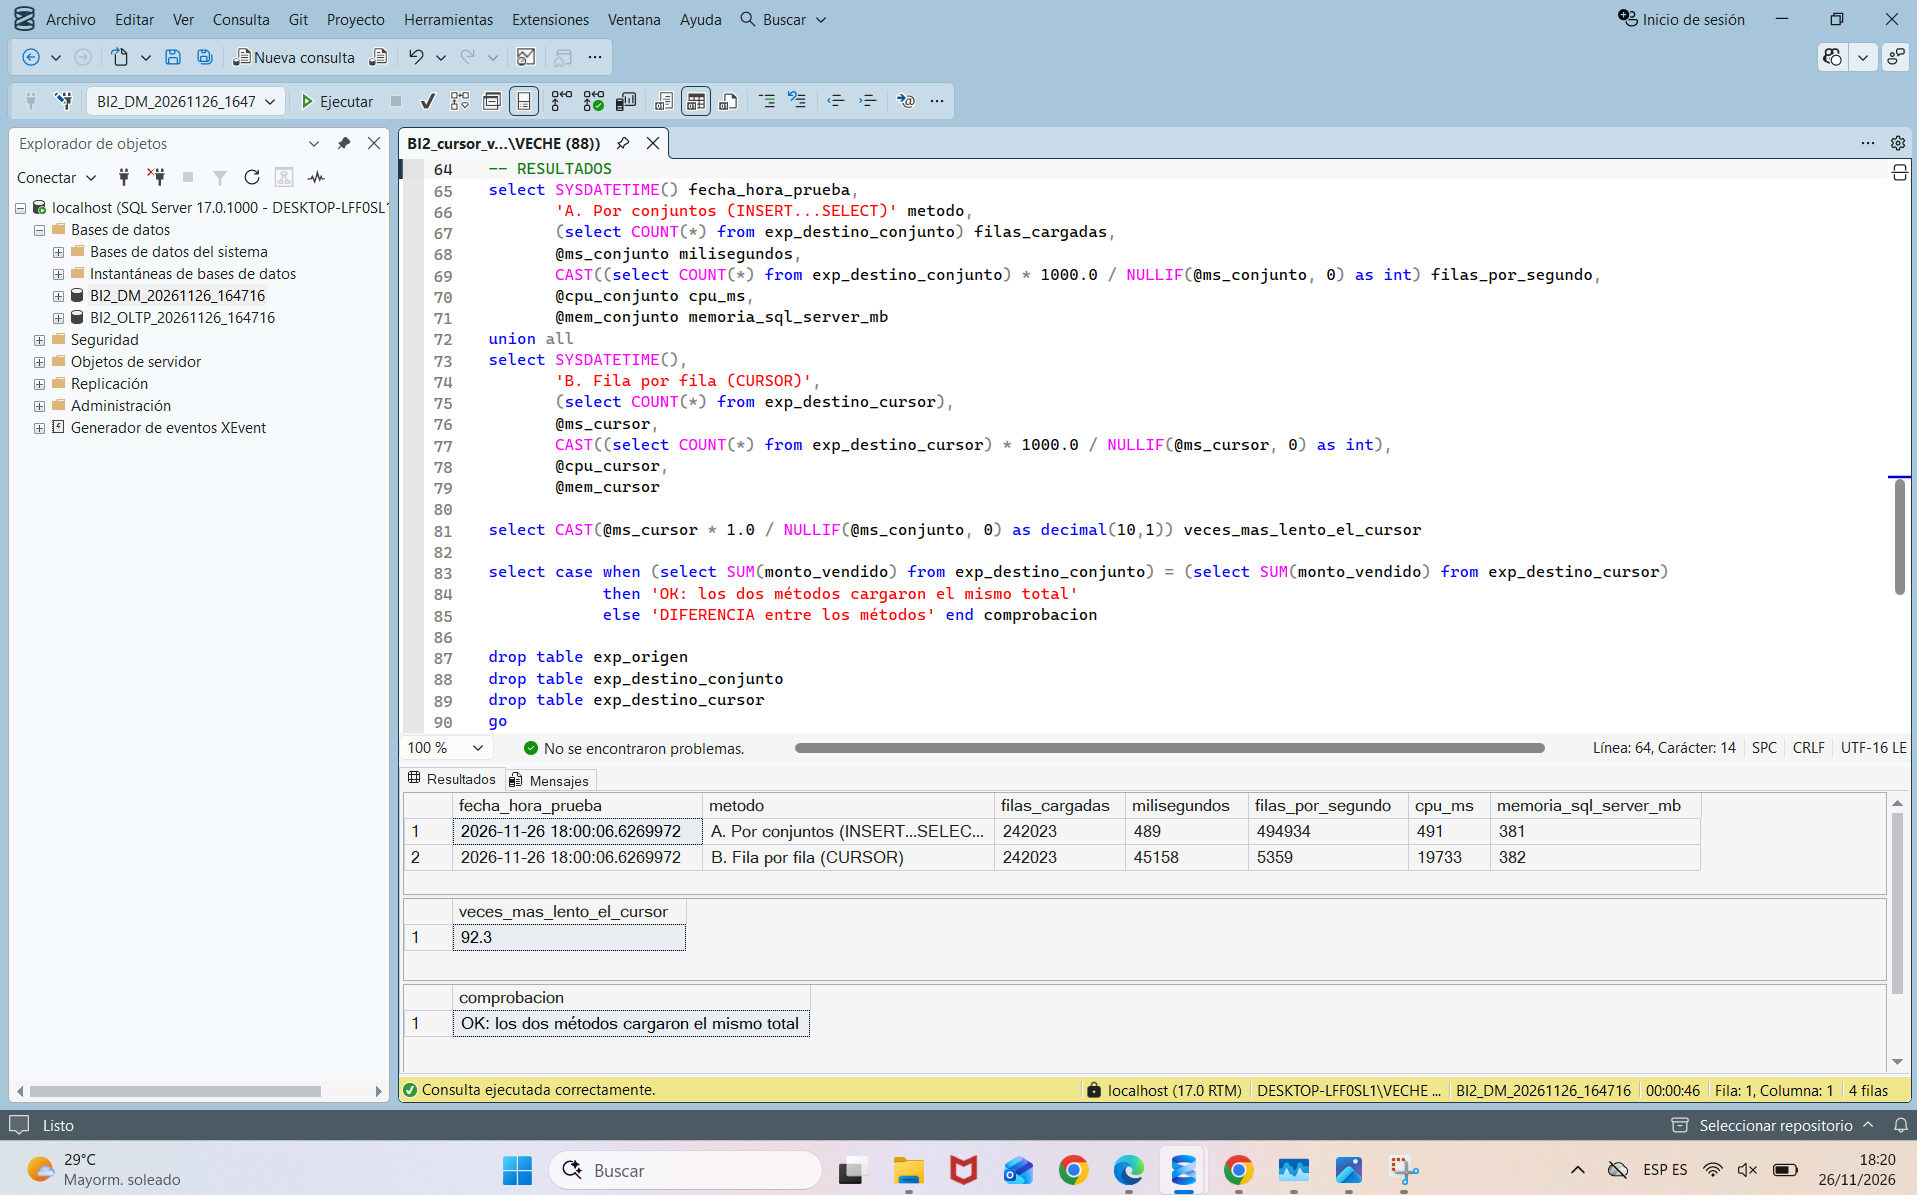 Archivo Editar Ver Consulta Git Proyecto Herramientas Extensiones Ventana Ayuda Buscar Inicio de sesión
Nueva consulta
BI2_DM_20261126_1647 Ejecutar
Explorador de objetos
Conectar
localhost (SQL Server 17.0.1000 - DESKTOP-LFF0SL1
Bases de datos
Bases de datos del sistema
Instantáneas de bases de datos
BI2_DM_20261126_164716
BI2_OLTP_20261126_164716
Seguridad
Objetos de servidor
Replicación
Administración
Generador de eventos XEvent
BI2_cursor_v...\VECHE (88))
64 -- RESULTADOS
65 select SYSDATETIME() fecha_hora_prueba,
66 'A. Por conjuntos (INSERT...SELECT)' metodo,
67 (select COUNT(*) from exp_destino_conjunto) filas_cargadas,
68 @ms_conjunto milisegundos,
69 CAST((select COUNT(*) from exp_destino_conjunto) * 1000.0 / NULLIF(@ms_conjunto, 0) as int) filas_por_segundo,
70 @cpu_conjunto cpu_ms,
71 @mem_conjunto memoria_sql_server_mb
72 union all
73 select SYSDATETIME(),
74 'B. Fila por fila (CURSOR)',
75 (select COUNT(*) from exp_destino_cursor),
76 @ms_cursor,
77 CAST((select COUNT(*) from exp_destino_cursor) * 1000.0 / NULLIF(@ms_cursor, 0) as int),
78 @cpu_cursor,
79 @mem_cursor
80
81 select CAST(@ms_cursor * 1.0 / NULLIF(@ms_conjunto, 0) as decimal(10,1)) veces_mas_lento_el_cursor
82
83 select case when (select SUM(monto_vendido) from exp_destino_conjunto) = (select SUM(monto_vendido) from exp_destino_cursor)
84 then 'OK: los dos métodos cargaron el mismo total'
85 else 'DIFERENCIA entre los métodos' end comprobacion
86
87 drop table exp_origen
88 drop table exp_destino_conjunto
89 drop table exp_destino_cursor
90 go
100 % No se encontraron problemas. Línea: 64, Carácter: 14 SPC CRLF UTF-16 LE
Resultados Mensajes
fecha_hora_prueba metodo filas_cargadas milisegundos filas_por_segundo cpu_ms memoria_sql_server_mb
1 2026-11-26 18:00:06.6269972 A. Por conjuntos (INSERT...SELEC... 242023 489 494934 491 381
2 2026-11-26 18:00:06.6269972 B. Fila por fila (CURSOR) 242023 45158 5359 19733 382
veces_mas_lento_el_cursor
1 92.3
comprobacion
1 OK: los dos métodos cargaron el mismo total
Consulta ejecutada correctamente. localhost (17.0 RTM) DESKTOP-LFF0SL1\VECHE ... BI2_DM_20261126_164716 00:00:46 Fila: 1, Columna: 1 4 filas
Listo Seleccionar repositorio
29°C
Mayorm. soleado
Buscar
ESP ES
18:20
26/11/2026